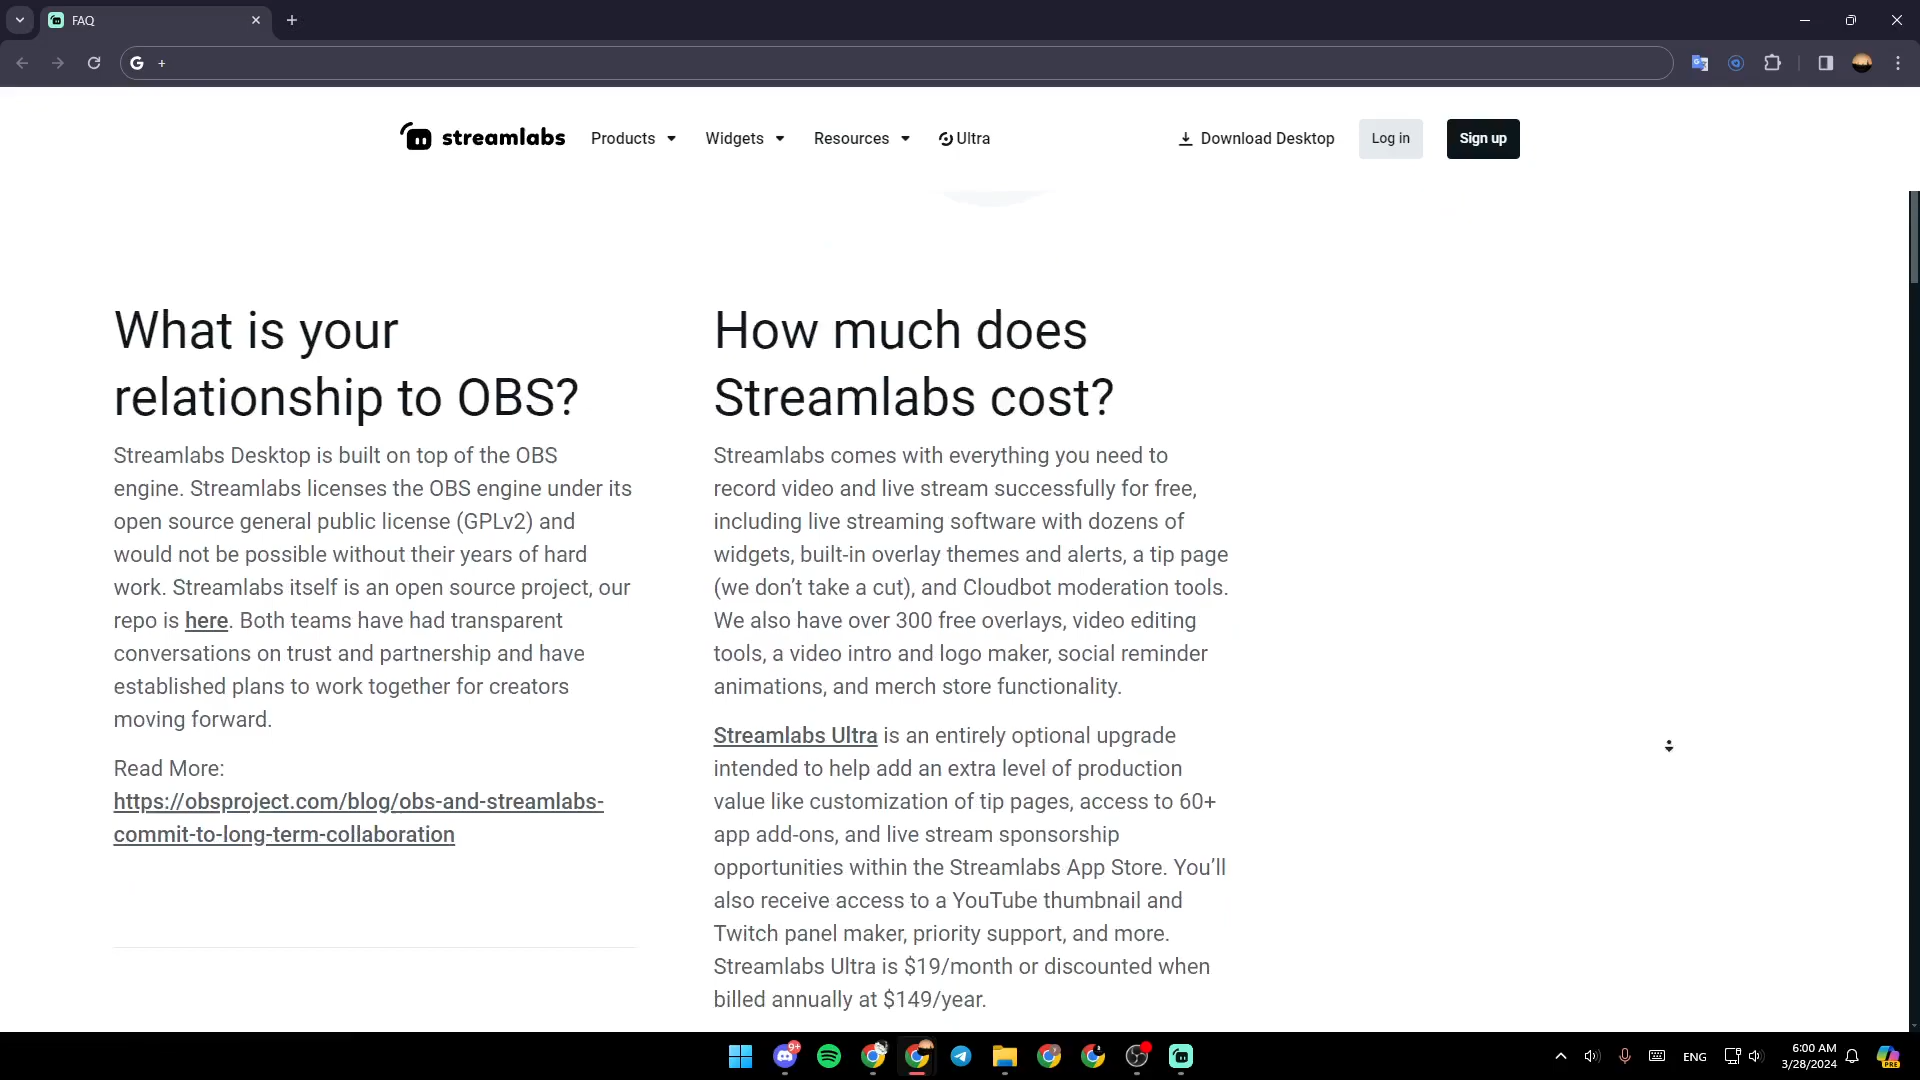 FAQ
streamlabs
Products
Widgets
Resources
Ultra
Download Desktop
Log in
Sign up
What is your
relationship to OBS?
Streamlabs Desktop is built on top of the OBS
engine. Streamlabs licenses the OBS engine under its
open source general public license (GPLv2) and
would not be possible without their years of hard
work. Streamlabs itself is an open source project, our
repo is here. Both teams have had transparent
conversations on trust and partnership and have
established plans to work together for creators
moving forward.
Read More:
https://obsproject.com/blog/obs-and-streamlabs-
commit-to-long-term-collaboration
How much does
Streamlabs cost?
Streamlabs comes with everything you need to
record video and live stream successfully for free,
including live streaming software with dozens of
widgets, built-in overlay themes and alerts, a tip page
(we don’t take a cut), and Cloudbot moderation tools.
We also have over 300 free overlays, video editing
tools, a video intro and logo maker, social reminder
animations, and merch store functionality.
Streamlabs Ultra is an entirely optional upgrade
intended to help add an extra level of production
value like customization of tip pages, access to 60+
app add-ons, and live stream sponsorship
opportunities within the Streamlabs App Store. You’ll
also receive access to a YouTube thumbnail and
Twitch panel maker, priority support, and more.
Streamlabs Ultra is $19/month or discounted when
billed annually at $149/year.
9+
ENG
6:00 AM
3/28/2024
PRE